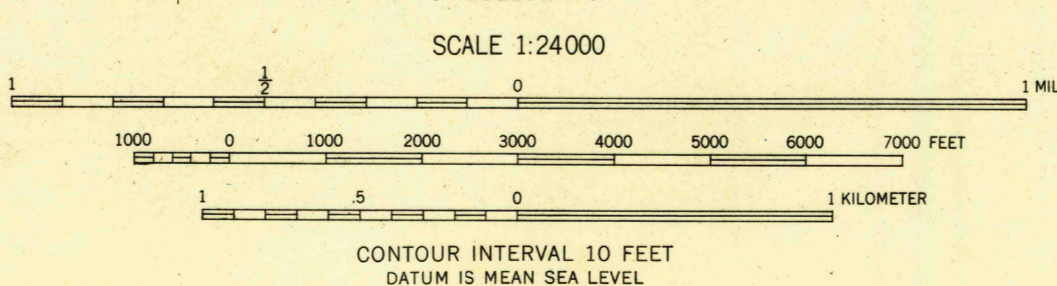 SCALE 1:24000
1 1/2 0 1 MIL
1000 0 1000 2000 3000 4000 5000 6000 7000 FEET
1 .5 0 1 KILOMETER
CONTOUR INTERVAL 10 FEET
DATUM IS MEAN SEA LEVEL